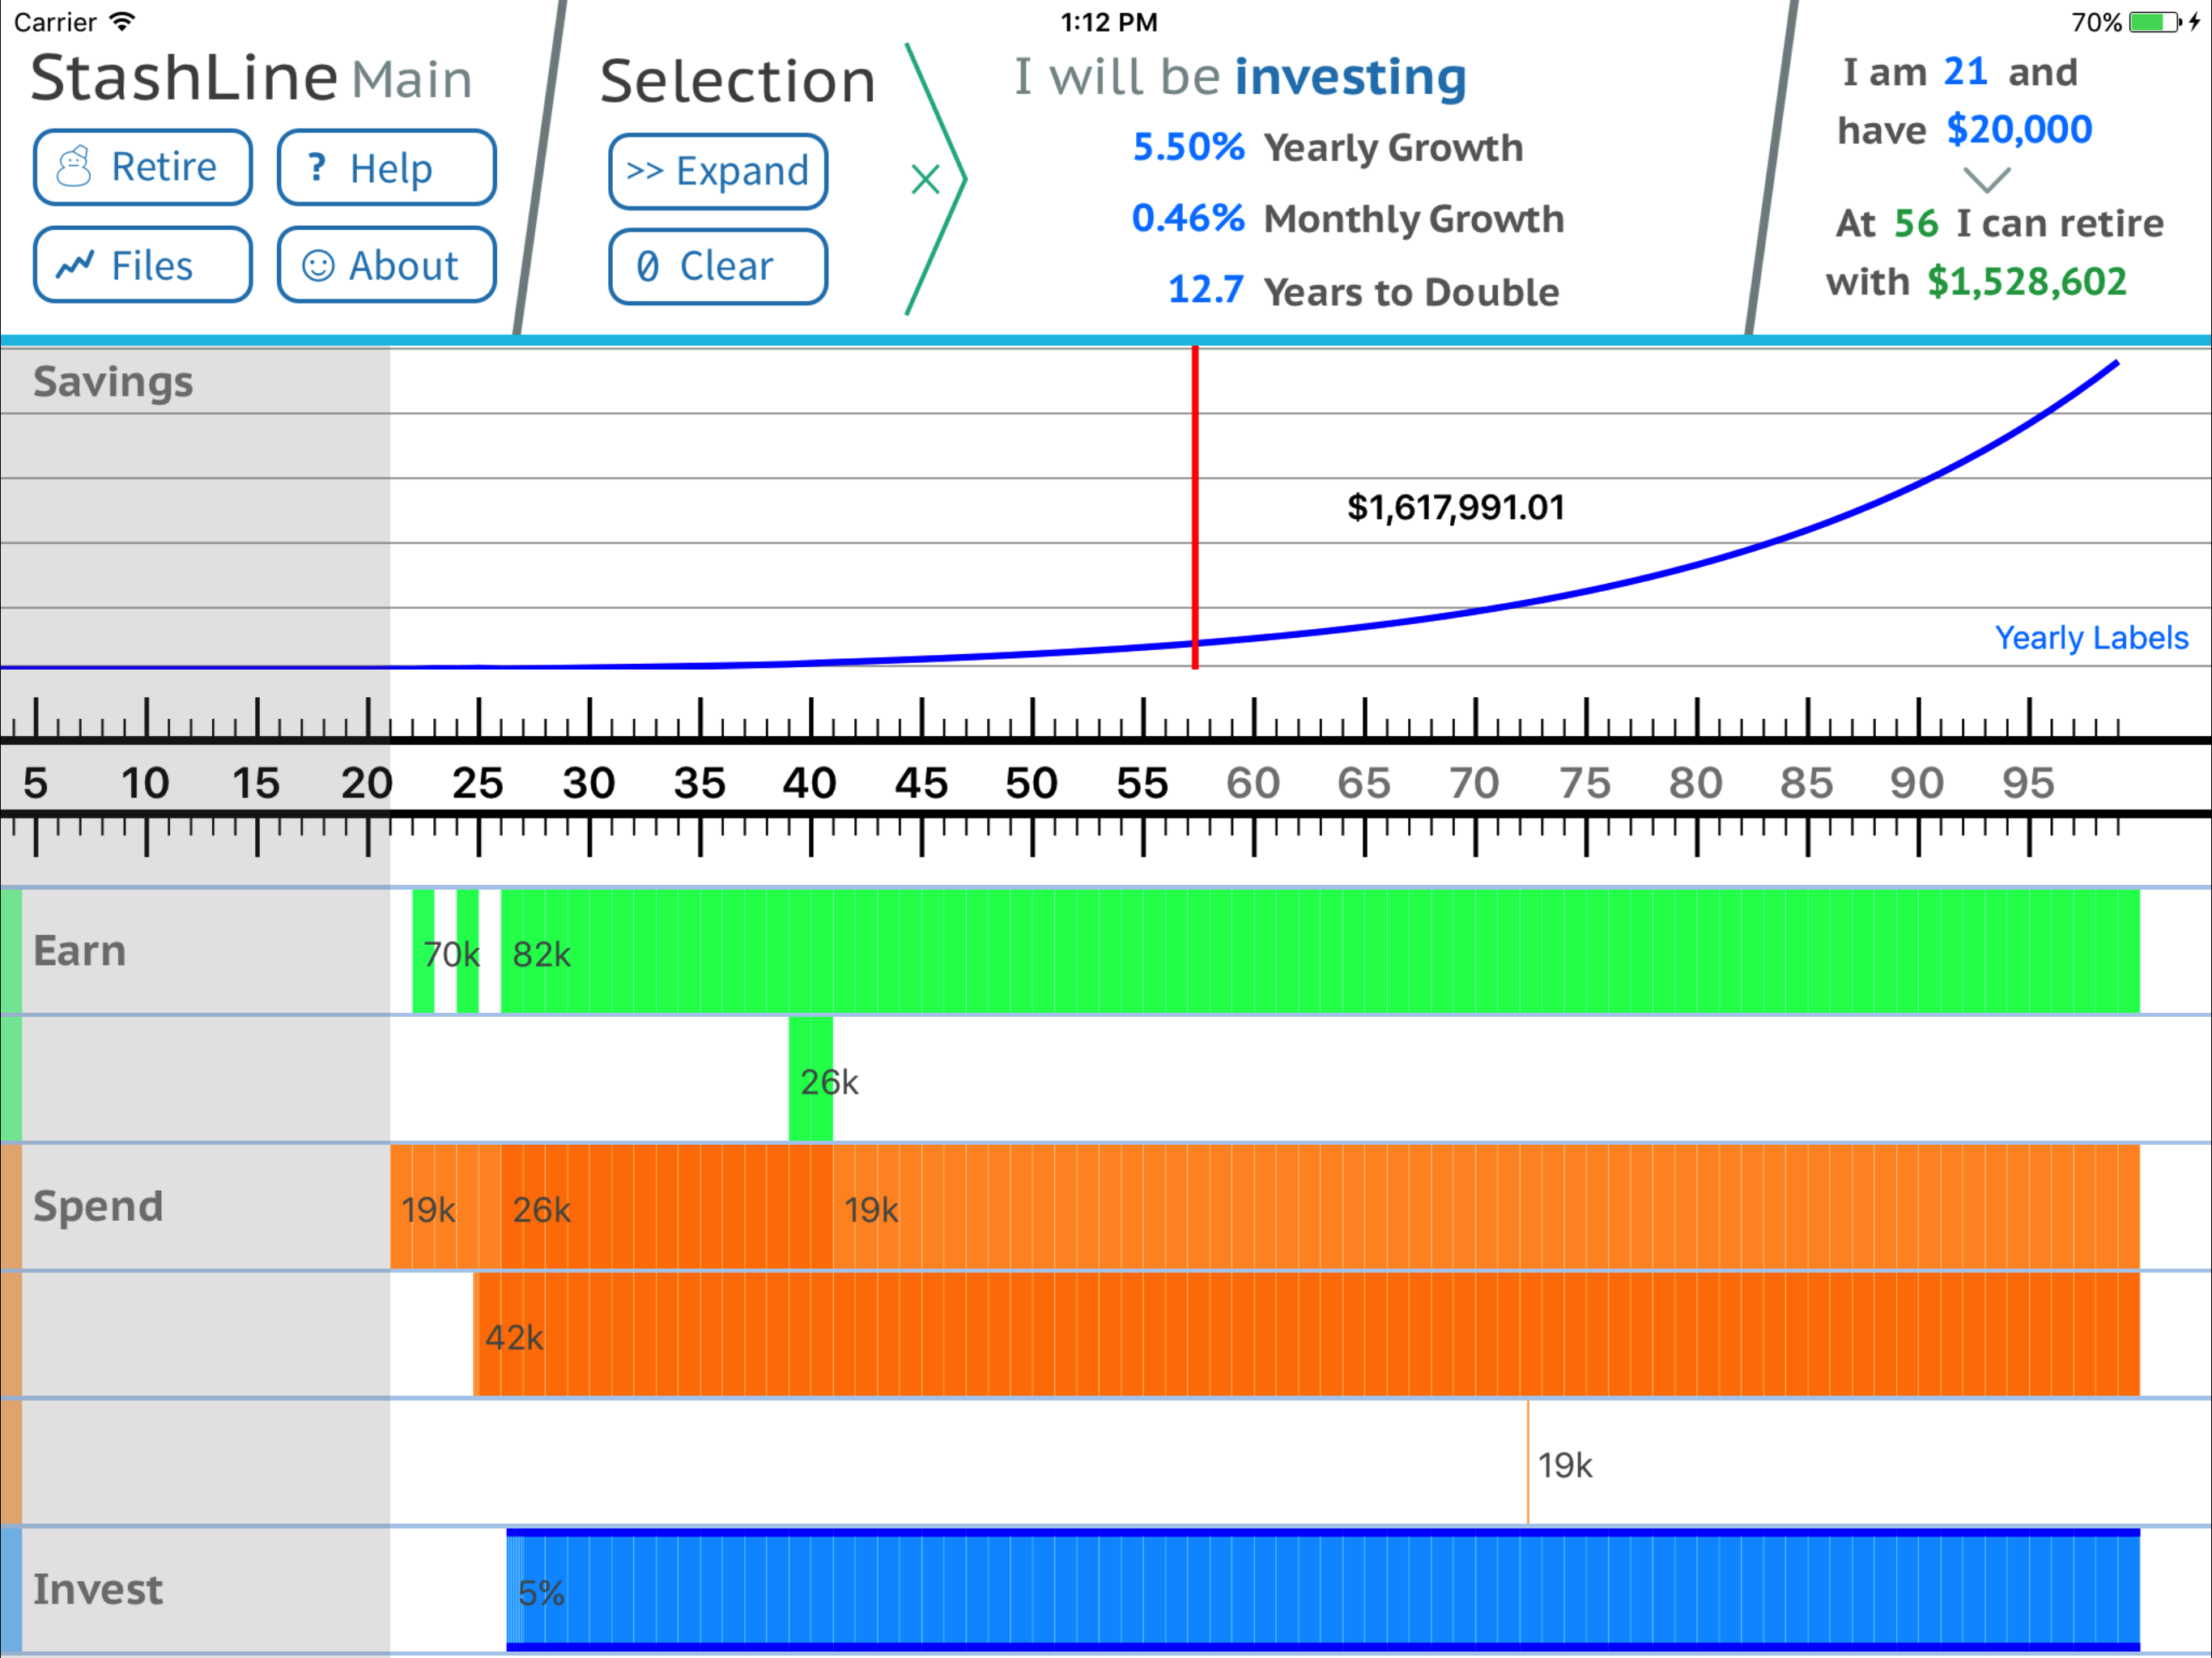 Carrier 1:12 PM 70%
StashLine Main
Retire
? Help
Files
About
Selection
>> Expand
0 Clear
I will be investing
5.50% Yearly Growth
0.46% Monthly Growth
12.7 Years to Double
I am 21 and
have $20,000
At 56 I can retire
with $1,528,602
Savings
$1,617,991.01
Yearly Labels
5 10 15 20 25 30 35 40 45 50 55 60 65 70 75 80 85 90 95
Earn 70k 82k
26k
Spend 19k 26k 19k
42k
19k
Invest 5%